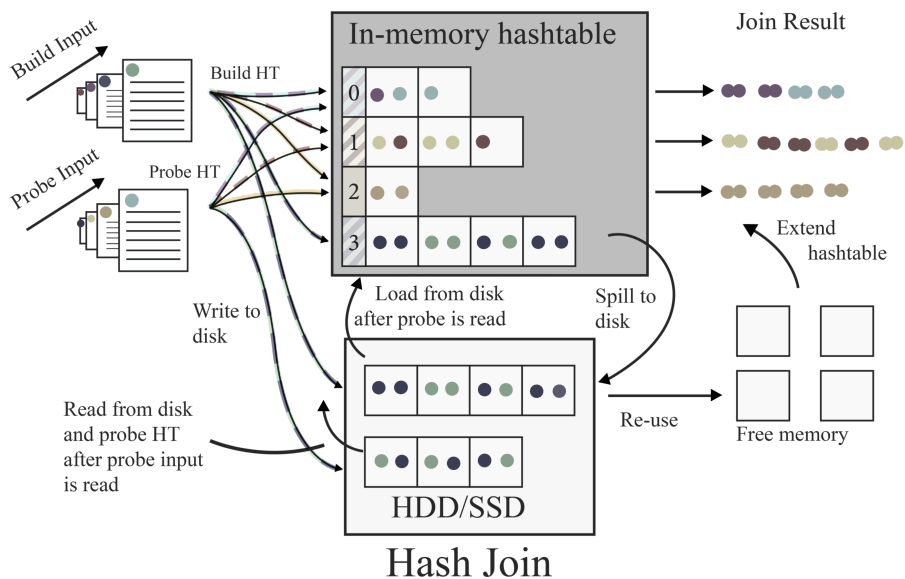 Build Input
Build HT
Probe Input
Probe HT
In-memory hashtable
0
1
2
3
Join Result
Write to
disk
Load from disk
after probe is read
Spill to
disk
Extend
hashtable
Read from disk
and probe HT
after probe input
is read
Re-use
Free memory
HDD/SSD
Hash Join